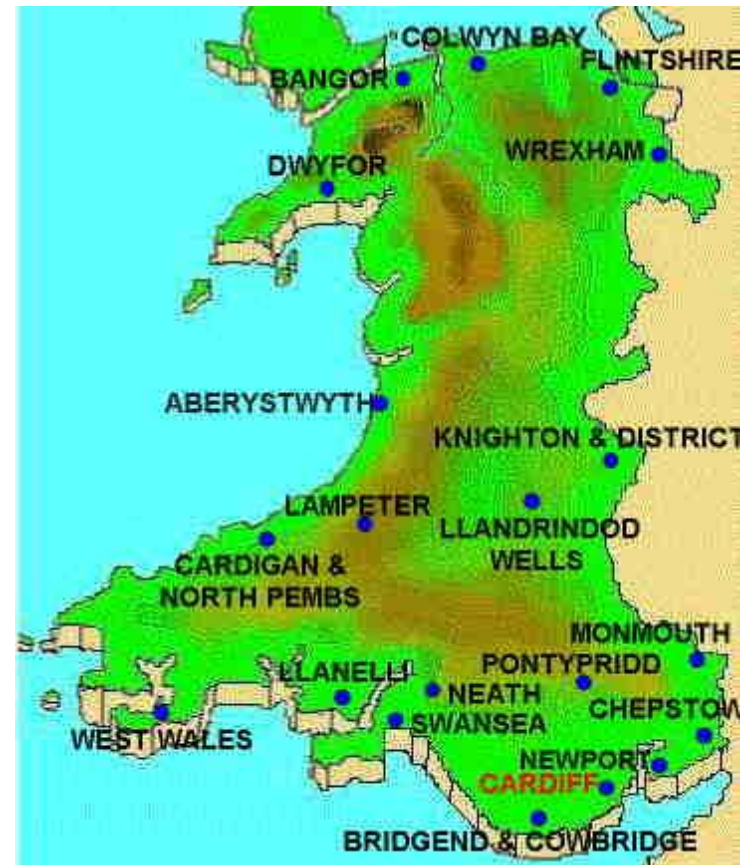 COLWYN BAY
FLINTSHIRE
BANGOR
WREXHAM
DWYFOR
ABERYSTWYTH
KNIGHTON & DISTRICT
LAMPETER
LLANDRINDOD
WELLS
CARDIGAN &
NORTH PEMBS
MONMOUTH
PONTYPRIDD
LLANELLI
NEATH
CHEPSTOW
SWANSEA
WEST WALES
NEWPORT
CARDIFF
BRIDGEND & COWBRIDGE